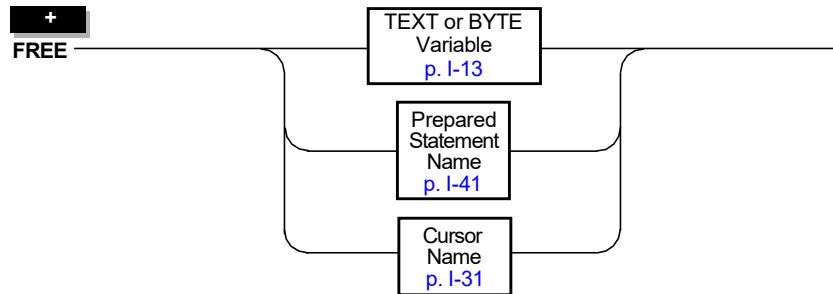 +
FREE
TEXT or BYTE
Variable
p. I-13
Prepared
Statement
Name
p. I-41
Cursor
Name
p. I-31